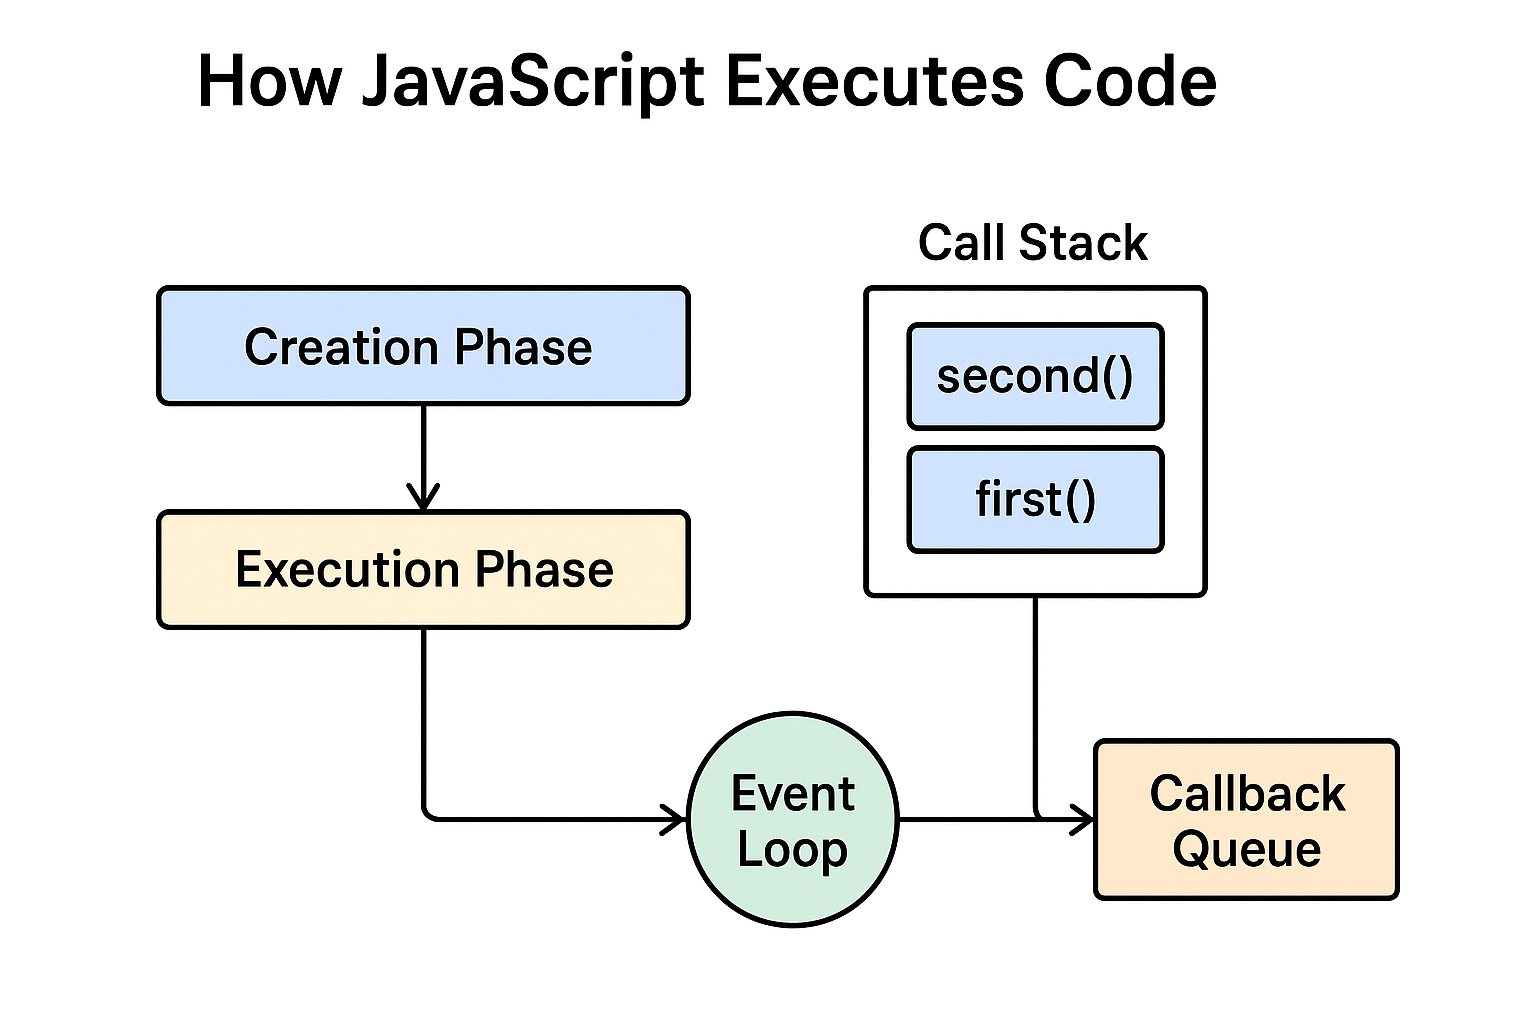 How JavaScript Executes Code
Creation Phase
Execution Phase
Call Stack
second()
first()
Event
Loop
Callback
Queue